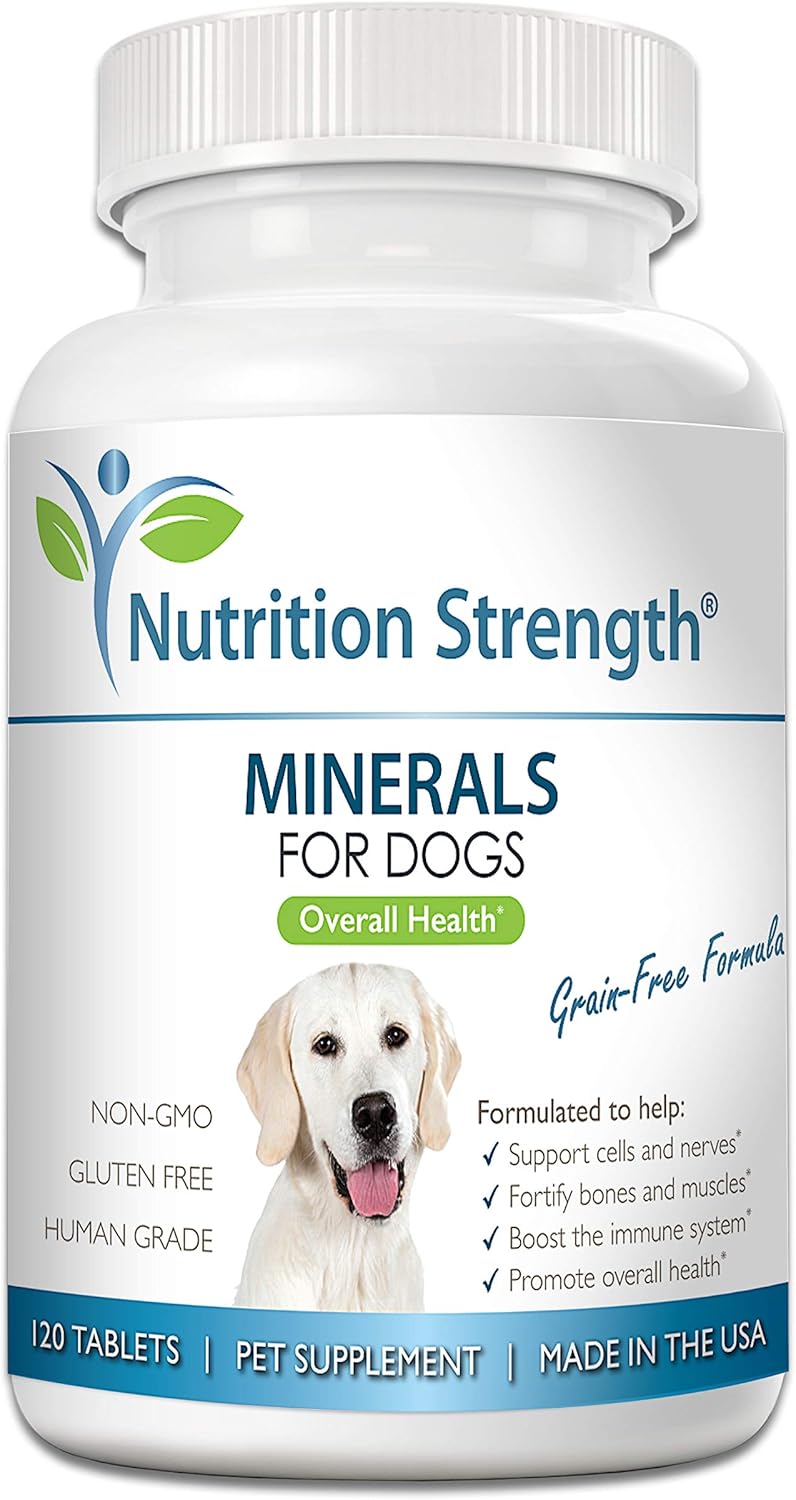 Nutrition Strength®
MINERALS
FOR DOGS
Overall Health*
Grain-Free Formula
NON-GMO
GLUTEN FREE
HUMAN GRADE
Formulated to help:
✓ Support cells and nerves*
✓ Fortify bones and muscles*
✓ Boost the immune system*
✓ Promote overall health*
120 TABLETS | PET SUPPLEMENT | MADE IN THE USA